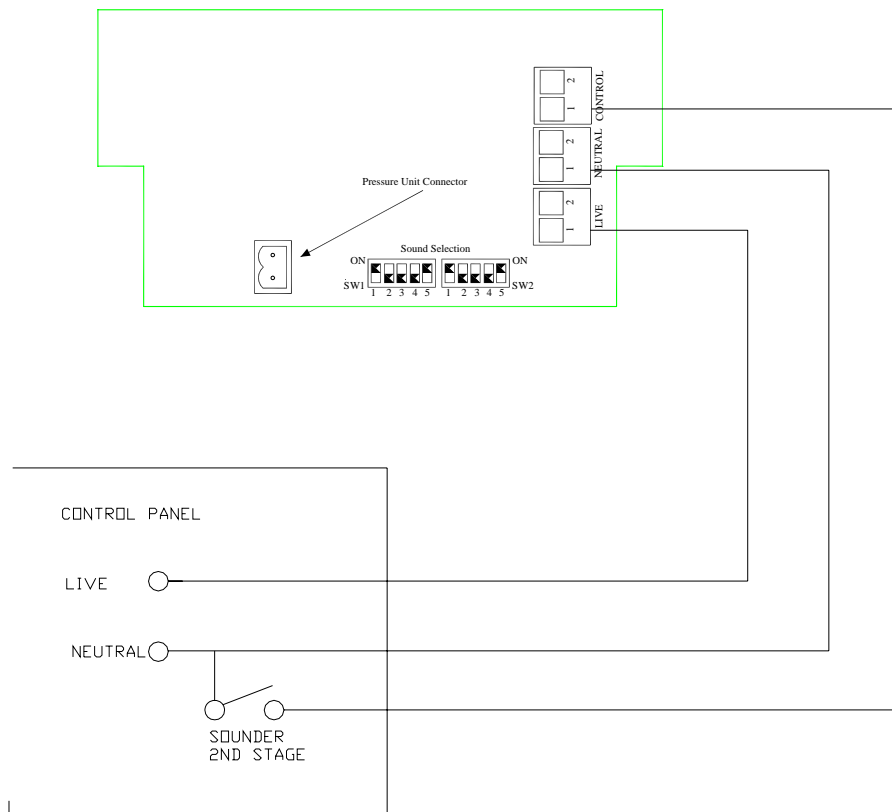 2
1
CONTROL
2
1
NEUTRAL
2
1
LIVE
Pressure Unit Connector
Sound Selection
ON ON
SW1 1 2 3 4 5 1 2 3 4 5 SW2
CONTROL PANEL
LIVE
NEUTRAL
SOUNDER
2ND STAGE